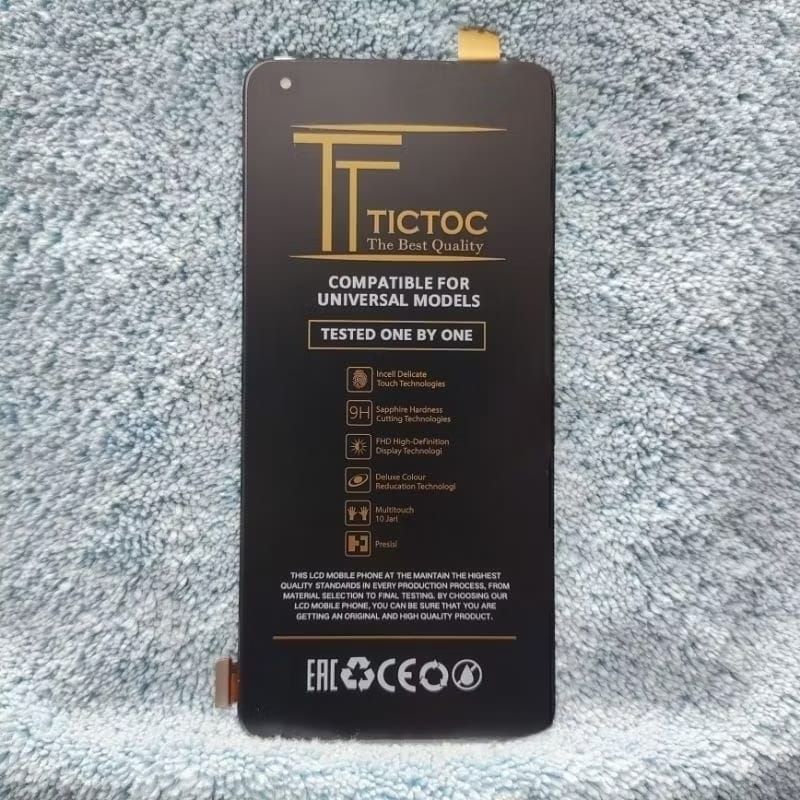 TT
TICTOC
The Best Quality
COMPATIBLE FOR
UNIVERSAL MODELS
TESTED ONE BY ONE
Incell Delicate
Touch Technologies
9H
Sapphire Hardness
Cutting Technologies
FHD High-Definition
Display Technologi
Deluxe Colour
Reducation Technologi
Multitouch
10 Jari
Presisi
THIS LCD MOBILE PHONE AT THE MAINTAIN THE HIGHEST
QUALITY STANDARDS IN EVERY PRODUCTION PROCESS, FROM
MATERIAL SELECTION TO FINAL TESTING. BY CHOOSING OUR
LCD MOBILE PHONE, YOU CAN BE SURE THAT YOU ARE
GETTING AN ORIGINAL AND HIGH QUALITY PRODUCT.
EAC CE